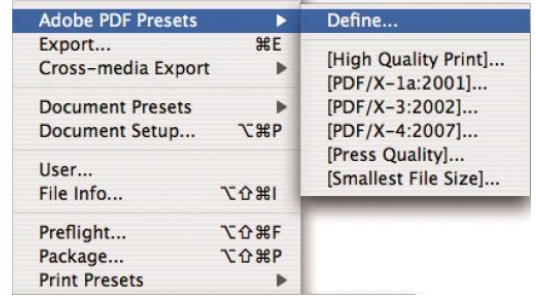 Adobe PDF Presets ▶
Export... ⌘E
Cross-media Export ▶
Document Presets ▶
Document Setup... ⌥⌘P
User...
File Info... ⌥⇧⌘I
Preflight... ⌥⇧⌘F
Package... ⌥⇧⌘P
Print Presets ▶
Define...
[High Quality Print]...
[PDF/X-1a:2001]...
[PDF/X-3:2002]...
[PDF/X-4:2007]...
[Press Quality]...
[Smallest File Size]...